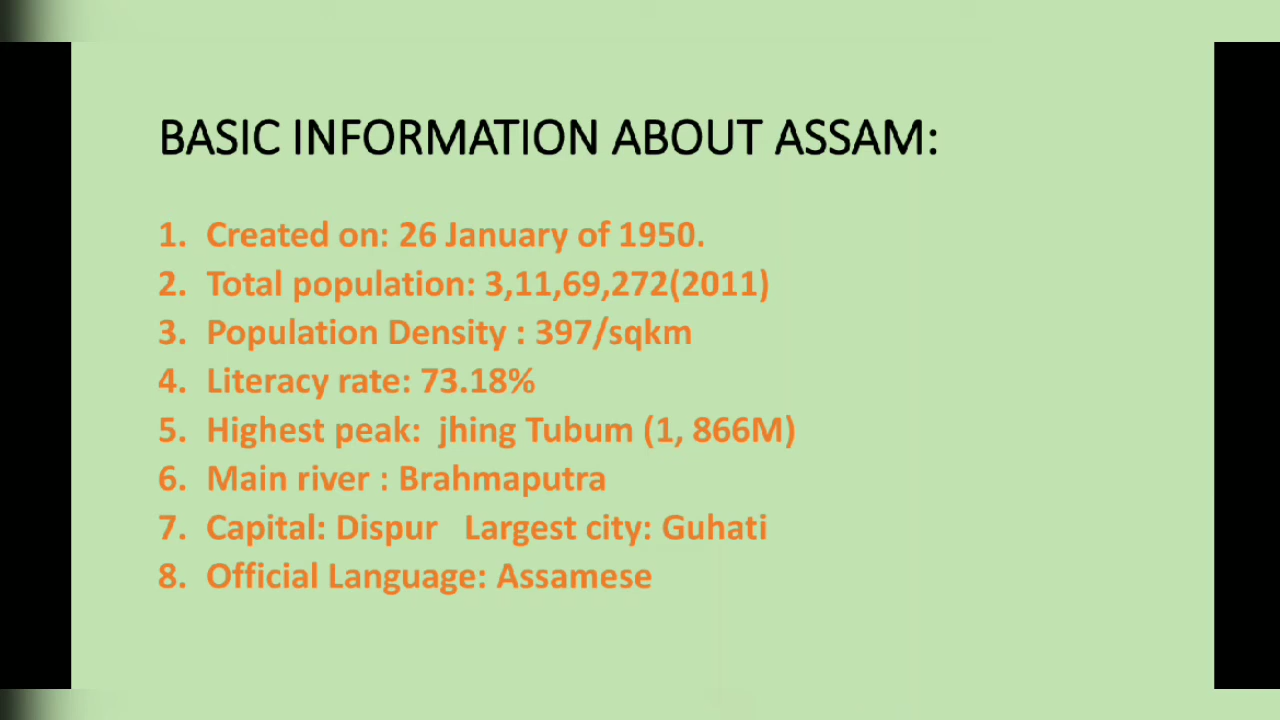 BASIC INFORMATION ABOUT ASSAM:
1. Created on: 26 January of 1950.
2. Total population: 3,11,69,272(2011)
3. Population Density : 397/sqkm
4. Literacy rate: 73.18%
5. Highest peak: jhing Tubum (1, 866M)
6. Main river : Brahmaputra
7. Capital: Dispur Largest city: Guhati
8. Official Language: Assamese